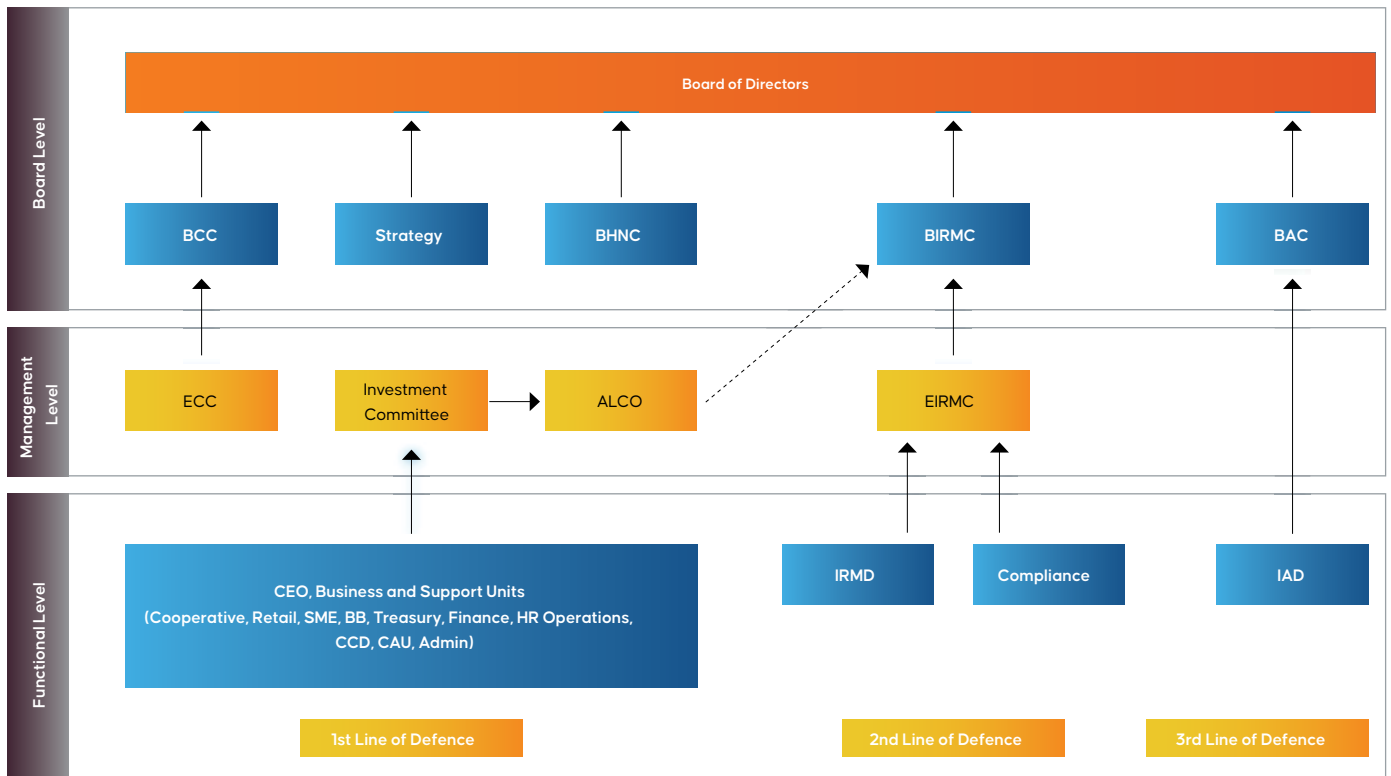 Board Level
Board of Directors
BCC
Strategy
BHNC
BIRMC
BAC
Management
Level
ECC
Investment
Committee
ALCO
EIRMC
Functional Level
CEO, Business and Support Units
(Cooperative, Retail, SME, BB, Treasury, Finance, HR Operations,
CCD, CAU, Admin)
IRMD
Compliance
IAD
1st Line of Defence
2nd Line of Defence
3rd Line of Defence